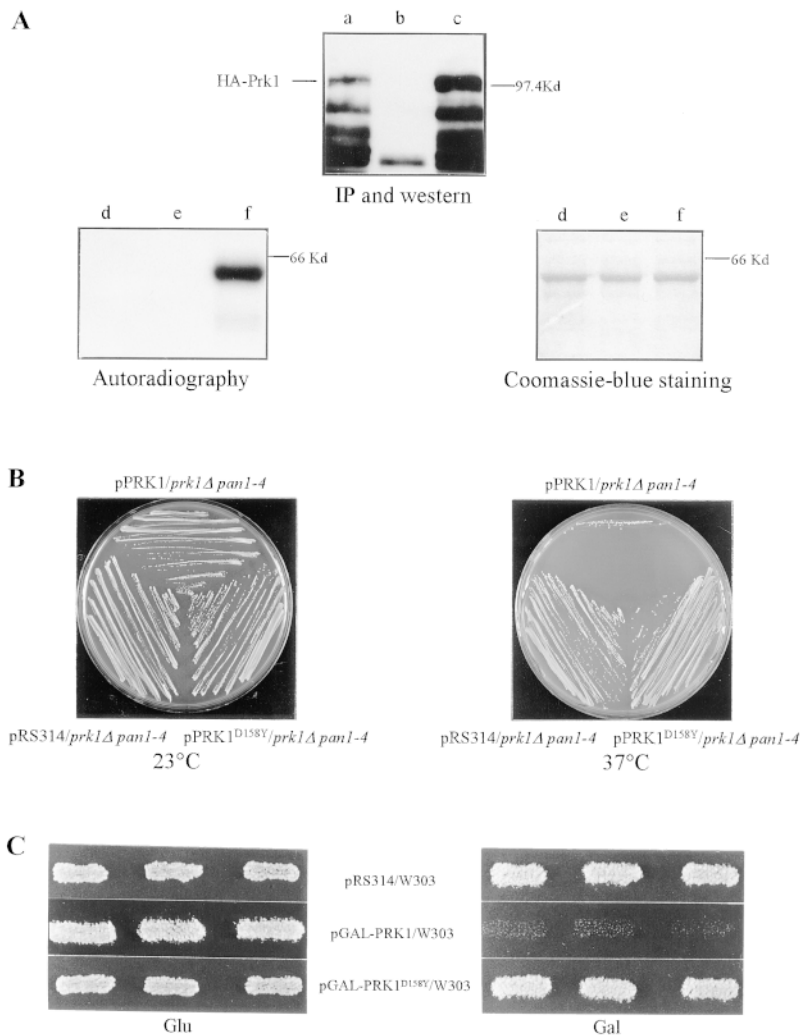 A
a b c
HA-Prk1
97.4Kd
IP and western
d e f
66 Kd
Autoradiography
d e f
66 Kd
Coomassie-blue staining
B
pPRK1/prk1Δ pan1-4
pRS314/prk1Δ pan1-4 pPRK1D158Y/prk1Δ pan1-4
23°C
pPRK1/prk1Δ pan1-4
pRS314/prk1Δ pan1-4 pPRK1D158Y/prk1Δ pan1-4
37°C
C
pRS314/W303
pGAL-PRK1/W303
pGAL-PRK1D158Y/W303
Glu
Gal